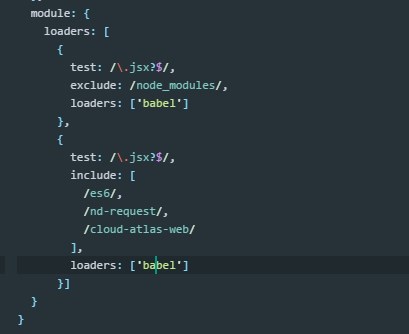 module: {
loaders: [
{
test: /\.jsx?$/,
exclude: /node_modules/,
loaders: ['babel']
},
{
test: /\.jsx?$/,
include: [
/es6/,
/nd-request/,
/cloud-atlas-web/
],
loaders: ['babel']
}]
}
}